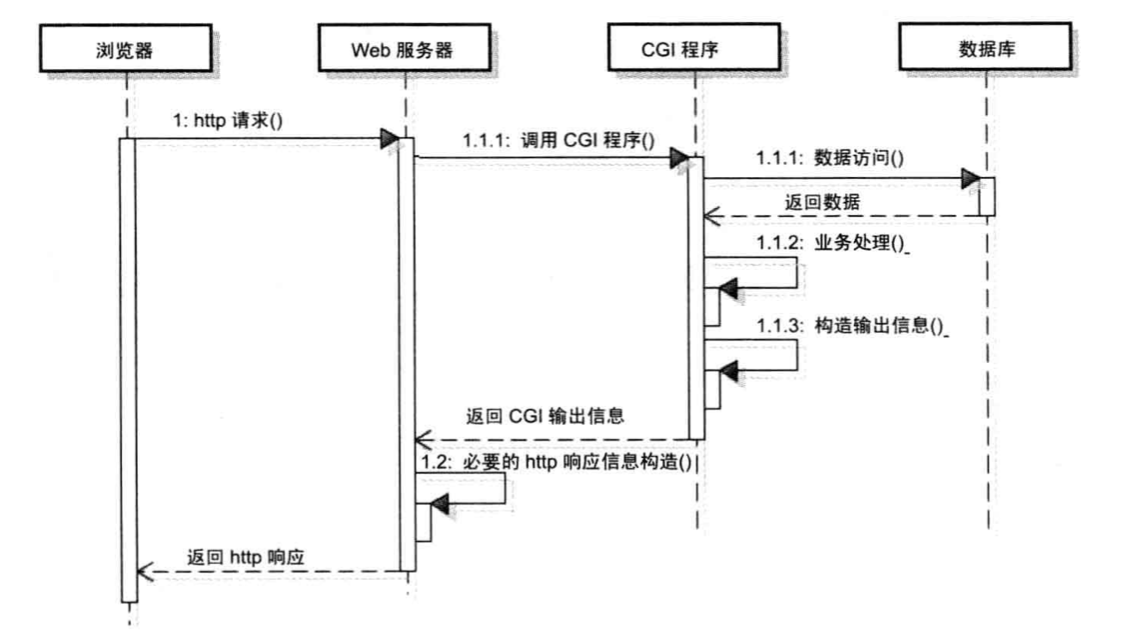 浏览器
Web 服务器
CGI 程序
数据库
1: http 请求()
1.1.1: 调用 CGI 程序()
1.1.1: 数据访问()
返回数据
1.1.2: 业务处理()
1.1.3: 构造输出信息()
返回 CGI 输出信息
1.2: 必要的 http 响应信息构造()
返回 http 响应